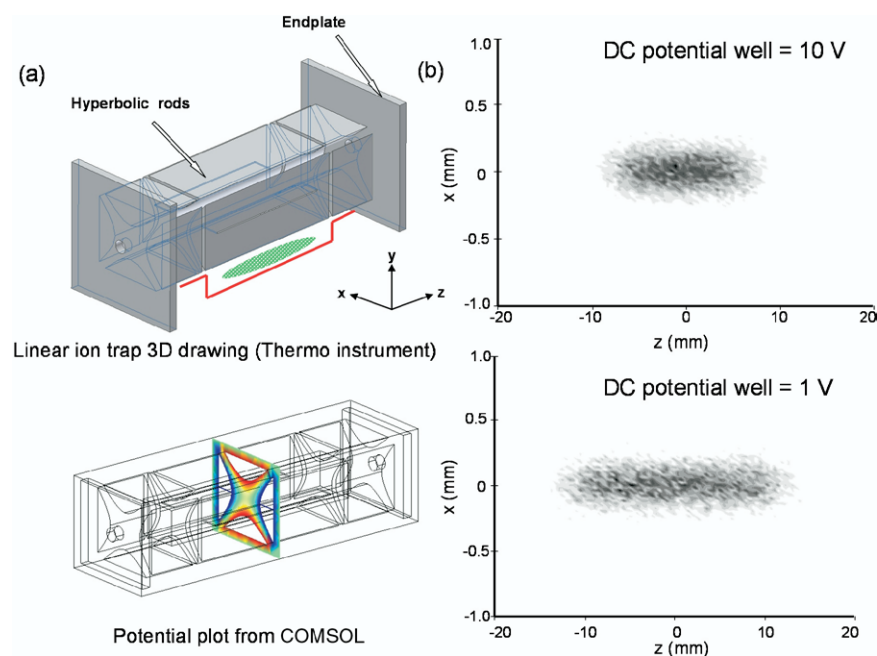 Endplate
(a)
Hyperbolic rods
y
x
z
Linear ion trap 3D drawing (Thermo instrument)
Potential plot from COMSOL
(b)
DC potential well = 10 V
1.0
0.5
0
-0.5
-1.0
x (mm)
-20
-10
0
10
20
z (mm)
DC potential well = 1 V
1.0
0.5
0
-0.5
-1.0
x (mm)
-20
-10
0
10
20
z (mm)